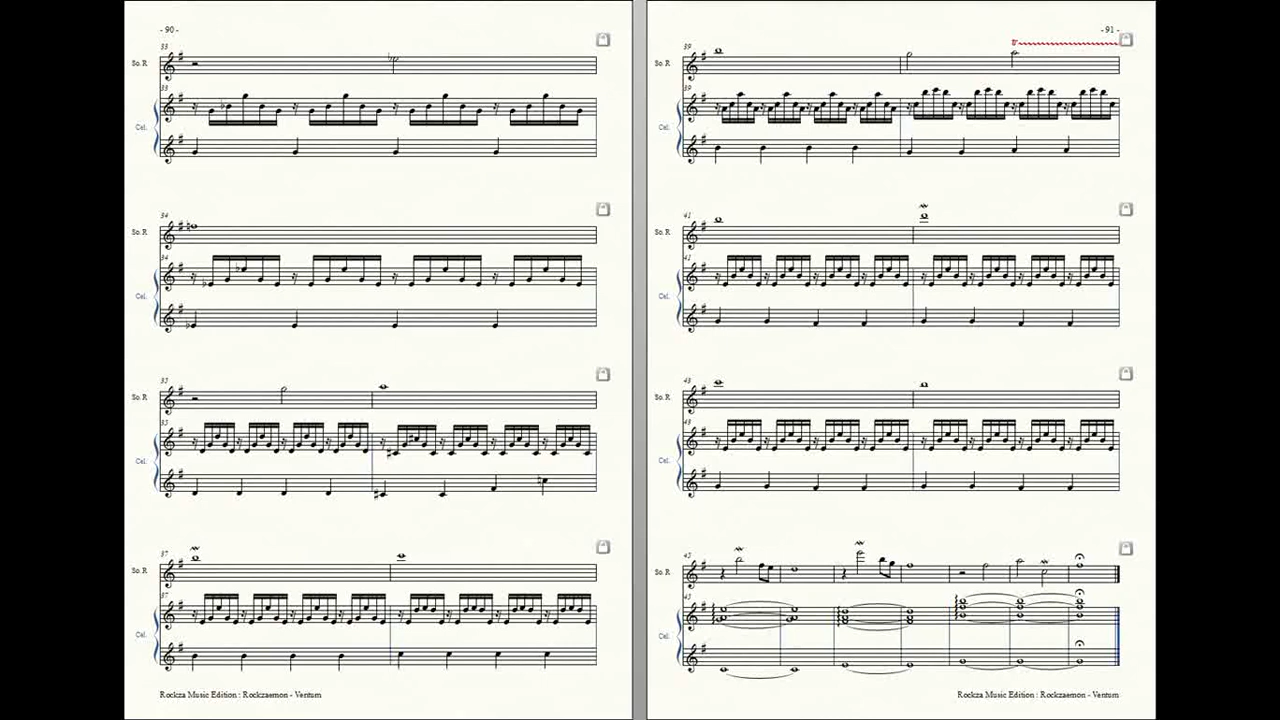 - 90 -
33
So. R
33
Cel.
34
So. R
34
Cel.
35
So. R
35
Cel.
37
So. R
37
Cel.
Rockza Music Edition : Rockzaemon - Ventum
- 91 -
39
tr
So. R
39
Cel.
41
So. R
41
Cel.
43
So. R
43
Cel.
45
So. R
45
Cel.
Rockza Music Edition : Rockzaemon - Ventum